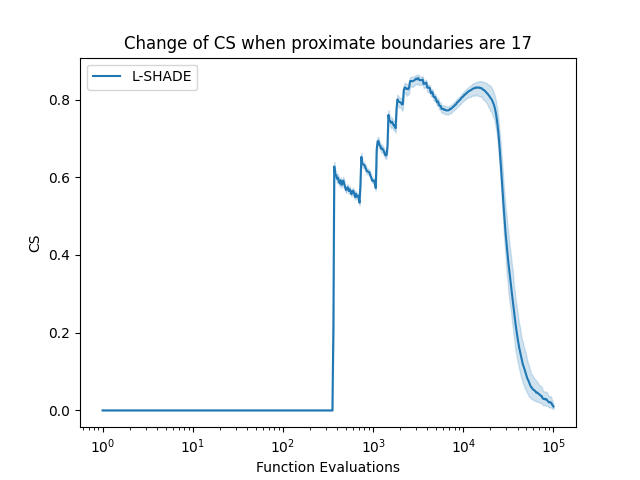 Change of CS when proximate boundaries are 17
L-SHADE
CS
0.8
0.6
0.4
0.2
0.0
10⁰ 10¹ 10² 10³ 10⁴ 10⁵
Function Evaluations